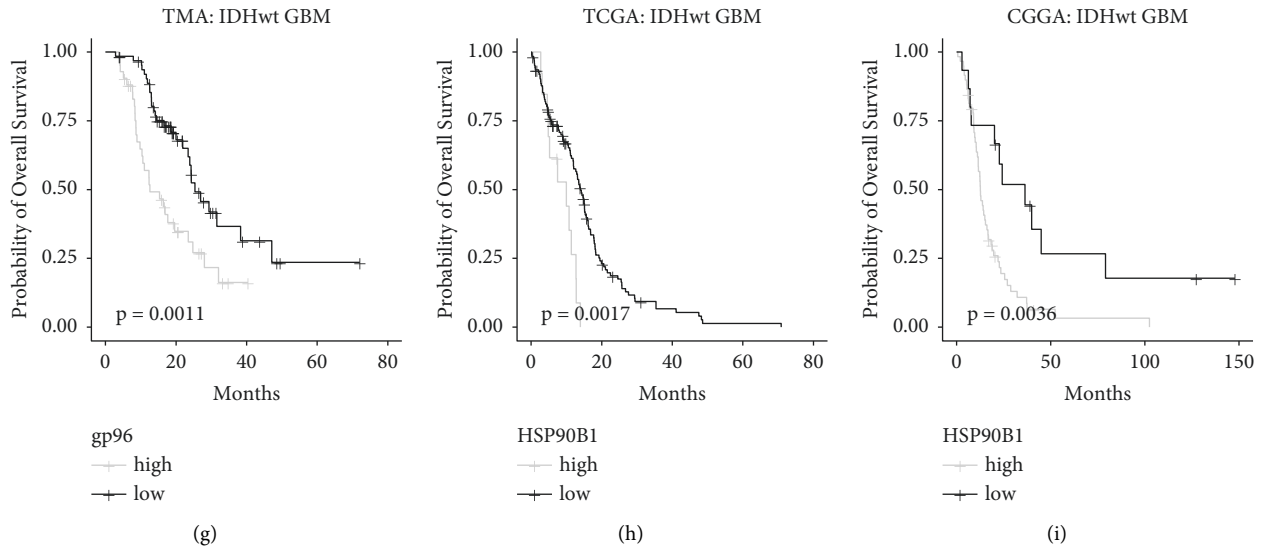 TMA: IDHwt GBM
1.00
0.75
0.50
0.25
0.00
Probability of Overall Survival
p = 0.0011
0 20 40 60 80
Months
gp96
high
low
(g)
TCGA: IDHwt GBM
1.00
0.75
0.50
0.25
0.00
Probability of Overall Survival
p = 0.0017
0 20 40 60 80
Months
HSP90B1
high
low
(h)
CGGA: IDHwt GBM
1.00
0.75
0.50
0.25
0.00
Probability of Overall Survival
p = 0.0036
0 50 100 150
Months
HSP90B1
high
low
(i)